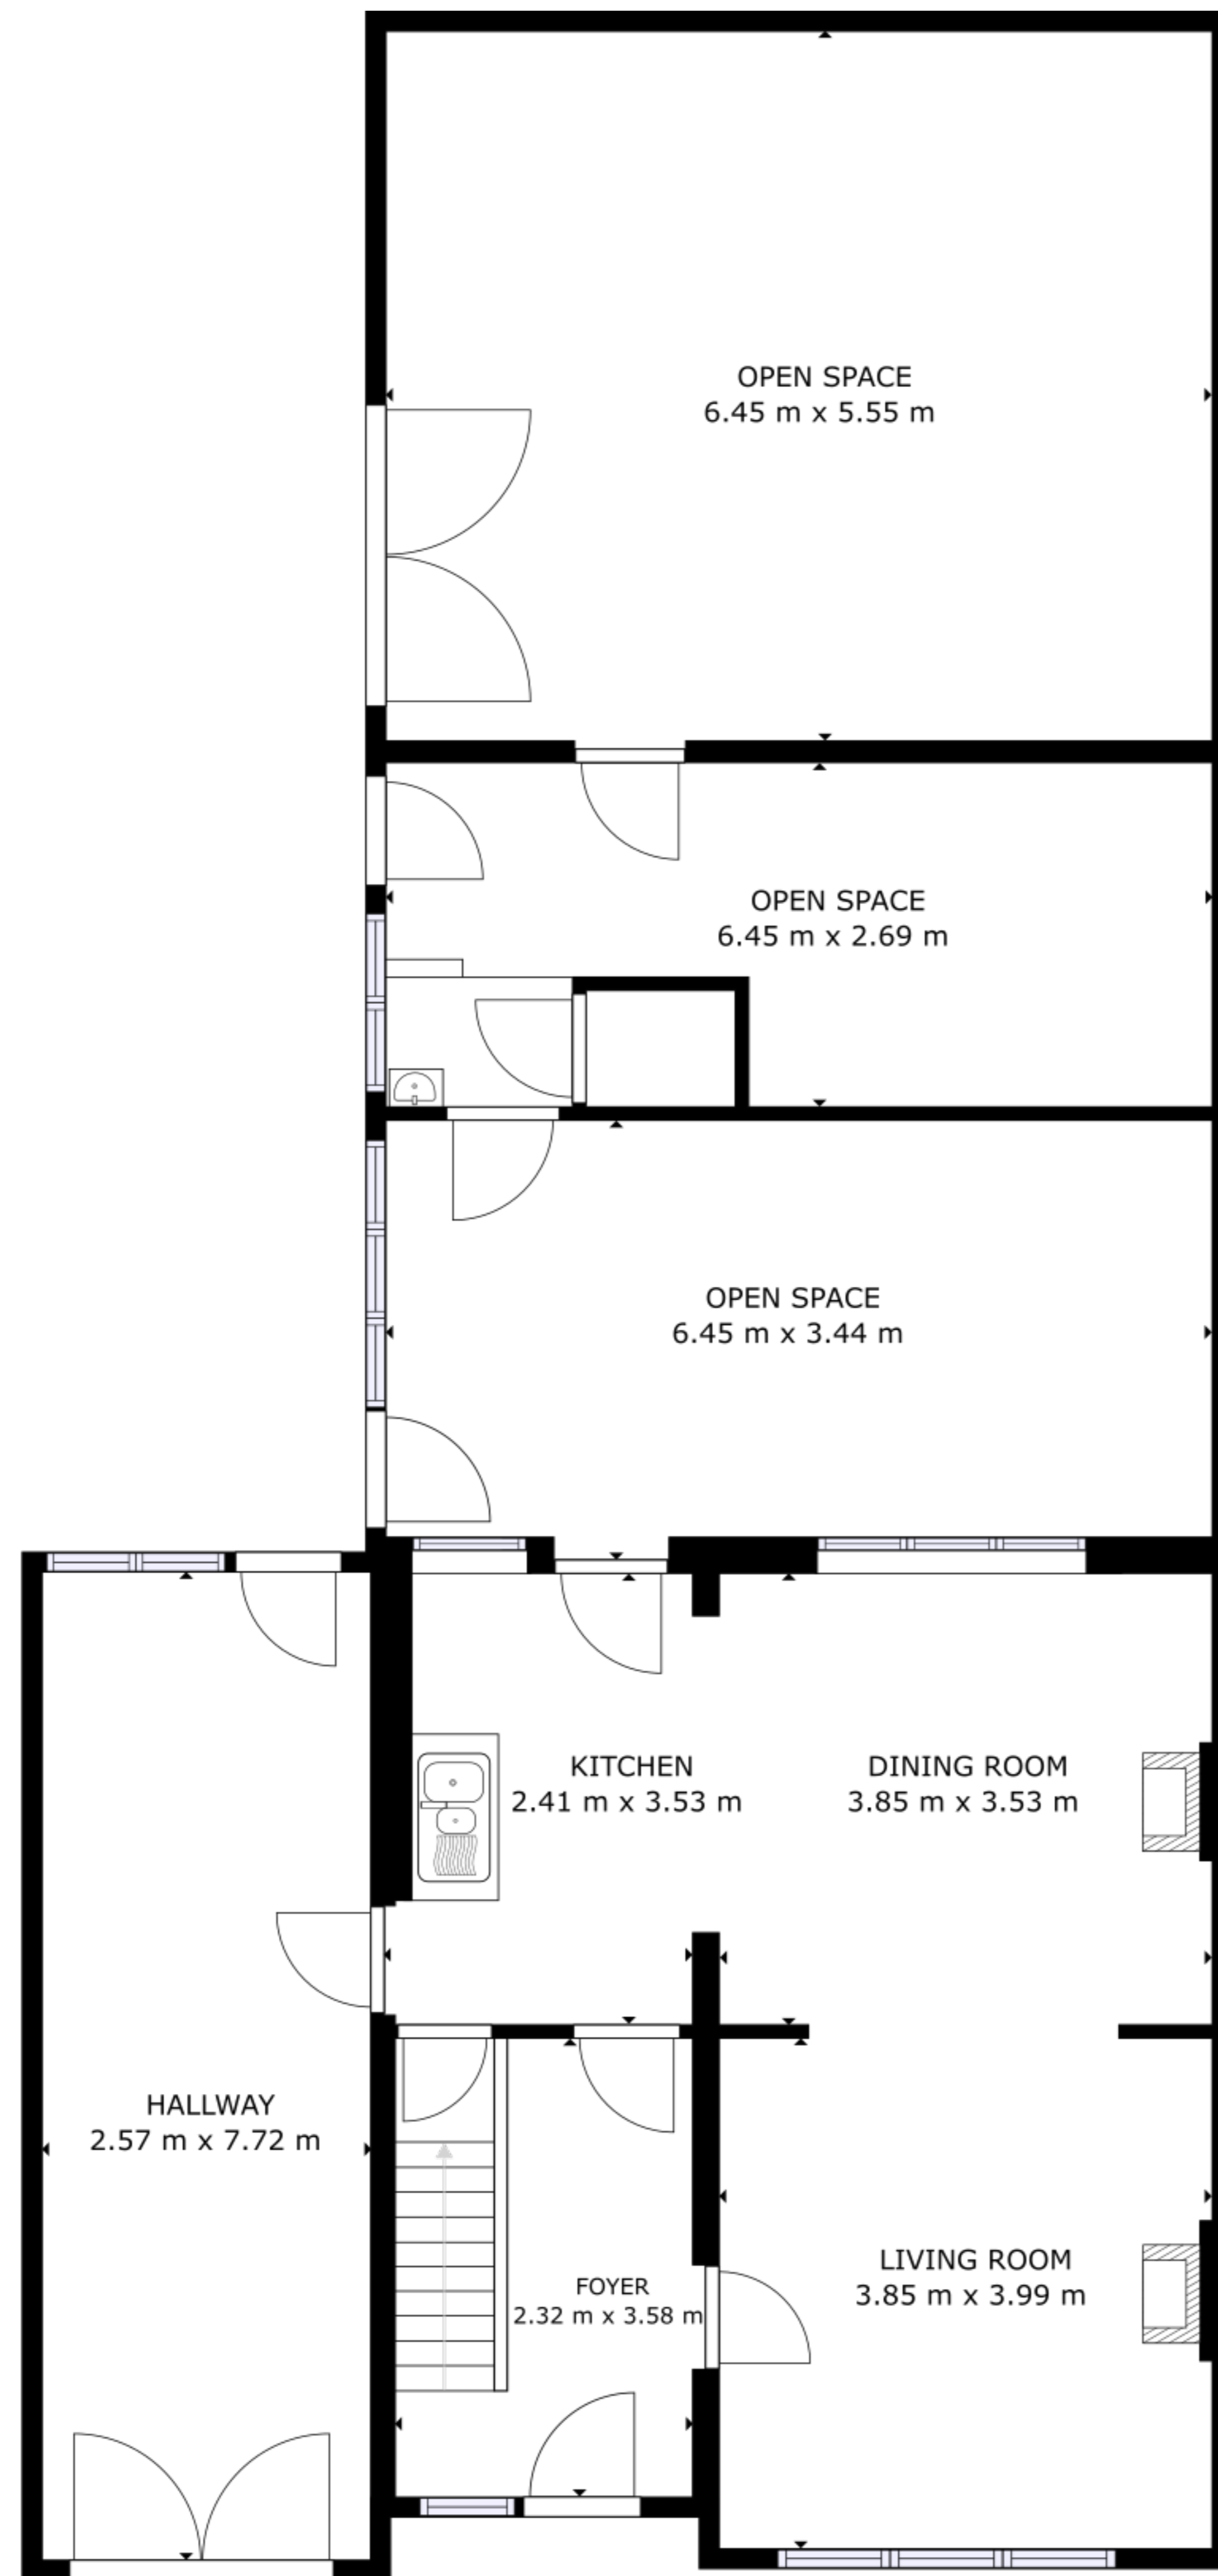 OPEN SPACE
6.45 m x 5.55 m
OPEN SPACE
6.45 m x 2.69 m
OPEN SPACE
6.45 m x 3.44 m
KITCHEN
2.41 m x 3.53 m
DINING ROOM
3.85 m x 3.53 m
HALLWAY
2.57 m x 7.72 m
FOYER
2.32 m x 3.58 m
LIVING ROOM
3.85 m x 3.99 m